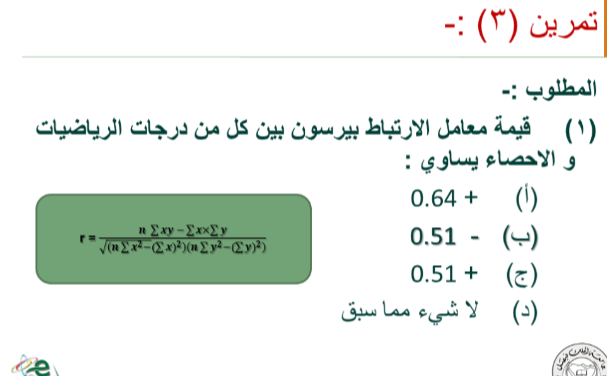 تمرين (٣) :-
المطلوب :-
(١) قيمة معامل الارتباط بيرسون بين كل من درجات الرياضيات
و الاحصاء يساوي :
(أ) + 0.64
(ب) - 0.51
(ج) + 0.51
(د) لا شيء مما سبق
r = n ∑ xy − ∑ x × ∑ y / √(n ∑ x² − (∑ x)²)(n ∑ y² − (∑ y)²)